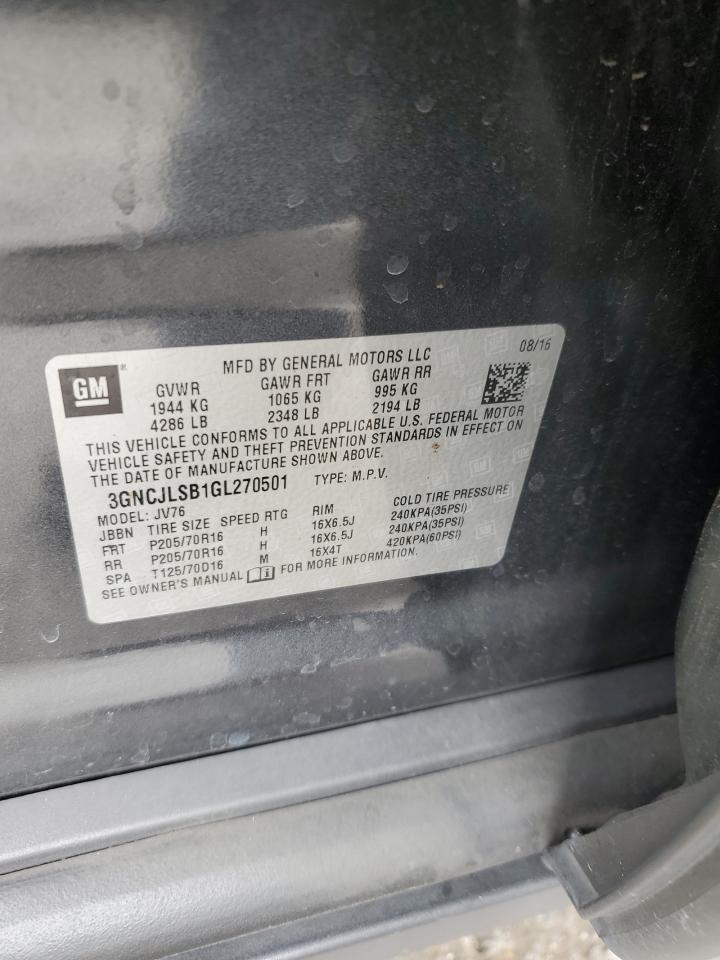 GM
®
MFD BY GENERAL MOTORS LLC 08/16
GVWR GAWR FRT GAWR RR
1944 KG 1065 KG 995 KG
4286 LB 2348 LB 2194 LB
THIS VEHICLE CONFORMS TO ALL APPLICABLE U.S. FEDERAL MOTOR
VEHICLE SAFETY AND THEFT PREVENTION STANDARDS IN EFFECT ON
THE DATE OF MANUFACTURE SHOWN ABOVE.
3GNCJLSB1GL270501 TYPE: M.P.V.
MODEL: JV76
JBBN TIRE SIZE SPEED RTG RIM COLD TIRE PRESSURE
FRT P205/70R16 H 16X6.5J 240KPA(35PSI)
RR P205/70R16 H 16X6.5J 240KPA(35PSI)
SPA T125/70D16 M 16X4T 420KPA(60PSI)
SEE OWNER'S MANUAL FOR MORE INFORMATION.